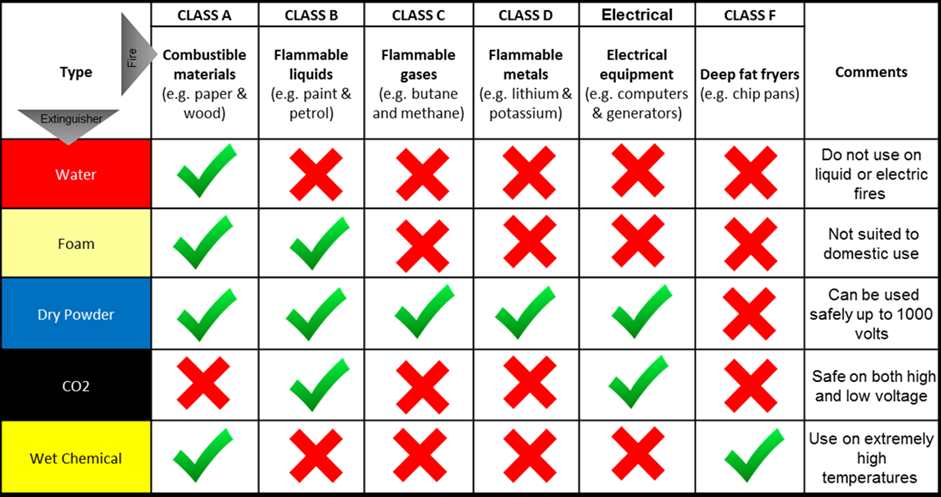 CLASS A CLASS B CLASS C CLASS D Electrical CLASS F
Type
Fire
Extinguisher
Combustible
materials
(e.g. paper &
wood)
Flammable
liquids
(e.g. paint &
petrol)
Flammable
gases
(e.g. butane
and methane)
Flammable
metals
(e.g. lithium &
potassium)
Electrical
equipment
(e.g. computers
& generators)
Deep fat fryers
(e.g. chip pans)
Comments
Water
Do not use on
liquid or electric
fires
Foam
Not suited to
domestic use
Dry Powder
Can be used
safely up to 1000
volts
CO2
Safe on both high
and low voltage
Wet Chemical
Use on extremely
high
temperatures